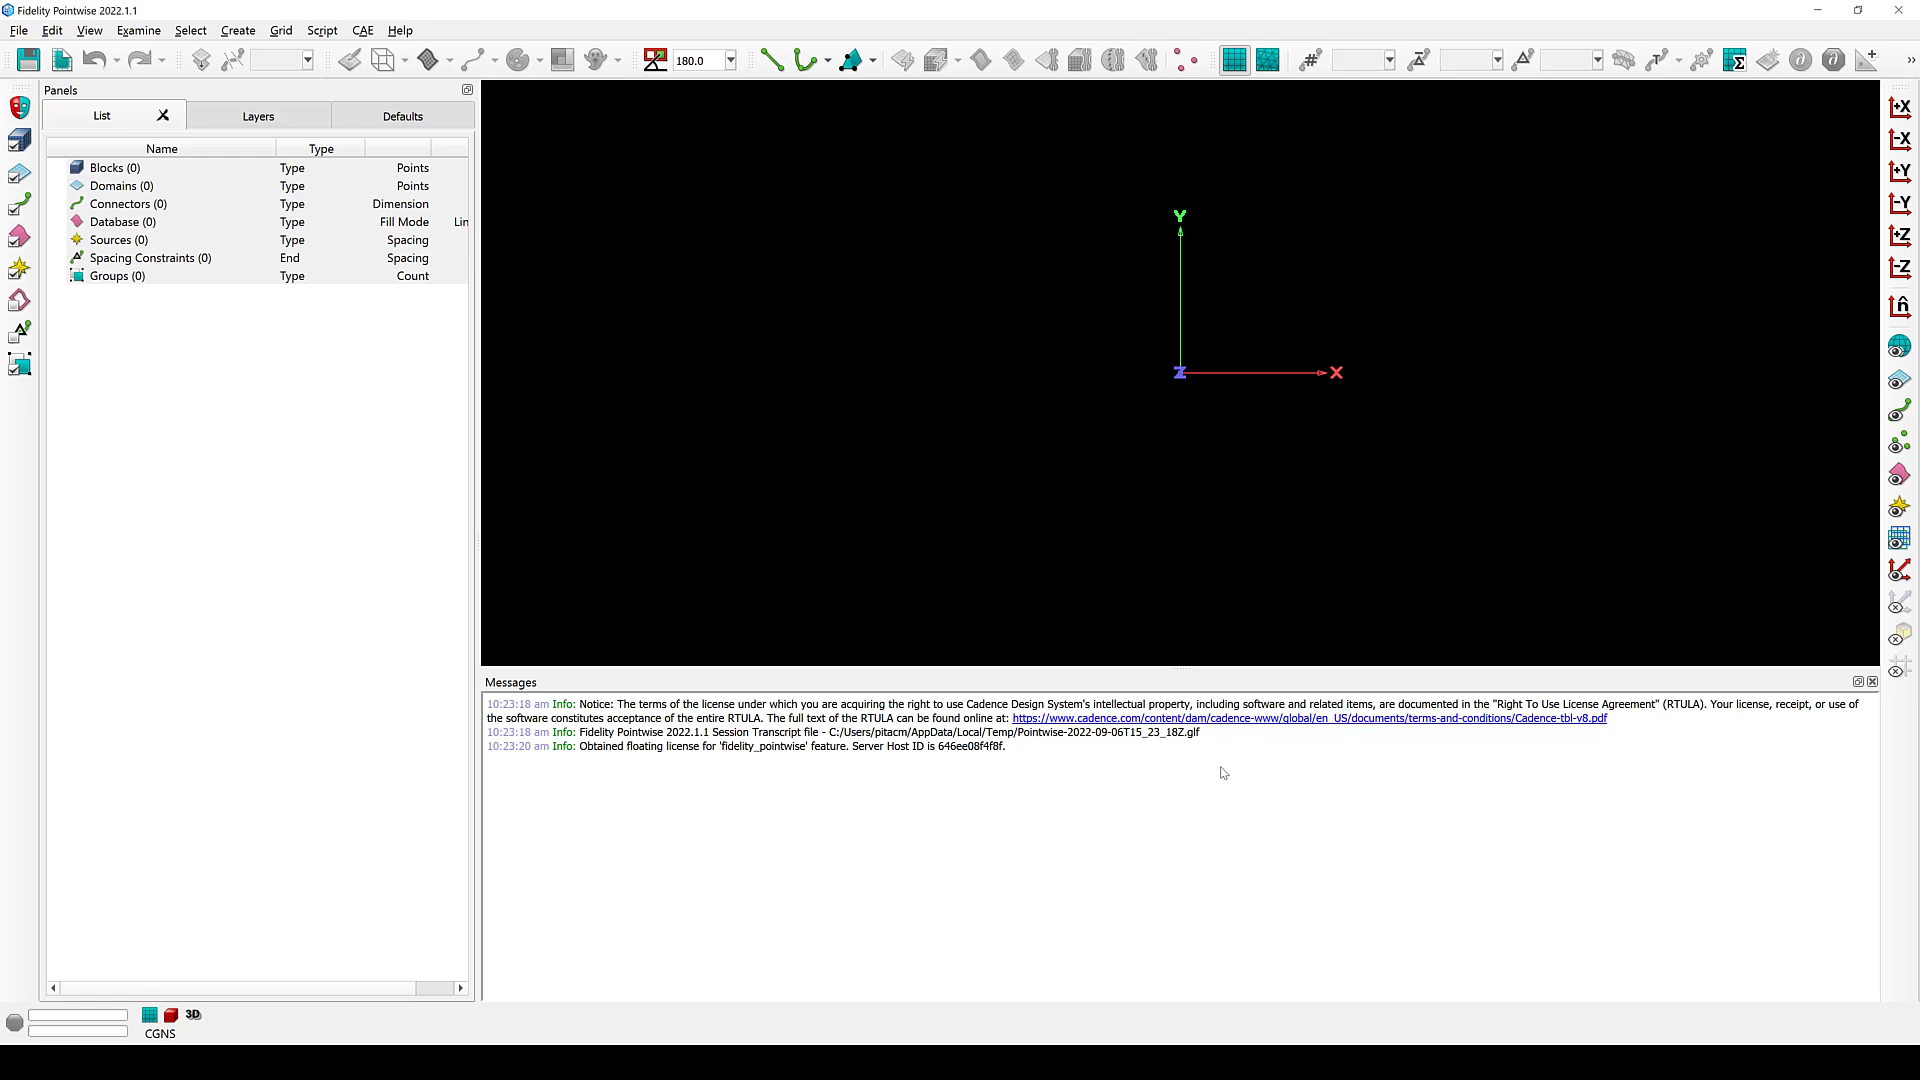 Fidelity Pointwise 2022.1.1
File Edit View Examine Select Create Grid Script CAE Help
180.0
Panels
List Layers Defaults
Name Type
Blocks (0) Type Points
Domains (0) Type Points
Connectors (0) Type Dimension
Database (0) Type Fill Mode Lin
Sources (0) Type Spacing
Spacing Constraints (0) End Spacing
Groups (0) Type Count
Y
Z X
+X
-X
+Y
-Y
+Z
-Z
n̂
Messages
10:23:18 am Info: Notice: The terms of the license under which you are acquiring the right to use Cadence Design System's intellectual property, including software and related items, are documented in the "Right To Use License Agreement" (RTULA). Your license, receipt, or use of
the software constitutes acceptance of the entire RTULA. The full text of the RTULA can be found online at: https://www.cadence.com/content/dam/cadence-www/global/en_US/documents/terms-and-conditions/Cadence-tbl-v8.pdf
10:23:18 am Info: Fidelity Pointwise 2022.1.1 Session Transcript file - C:/Users/pitacm/AppData/Local/Temp/Pointwise-2022-09-06T15_23_18Z.glf
10:23:20 am Info: Obtained floating license for 'fidelity_pointwise' feature. Server Host ID is 646ee08f4f8f.
3D
CGNS